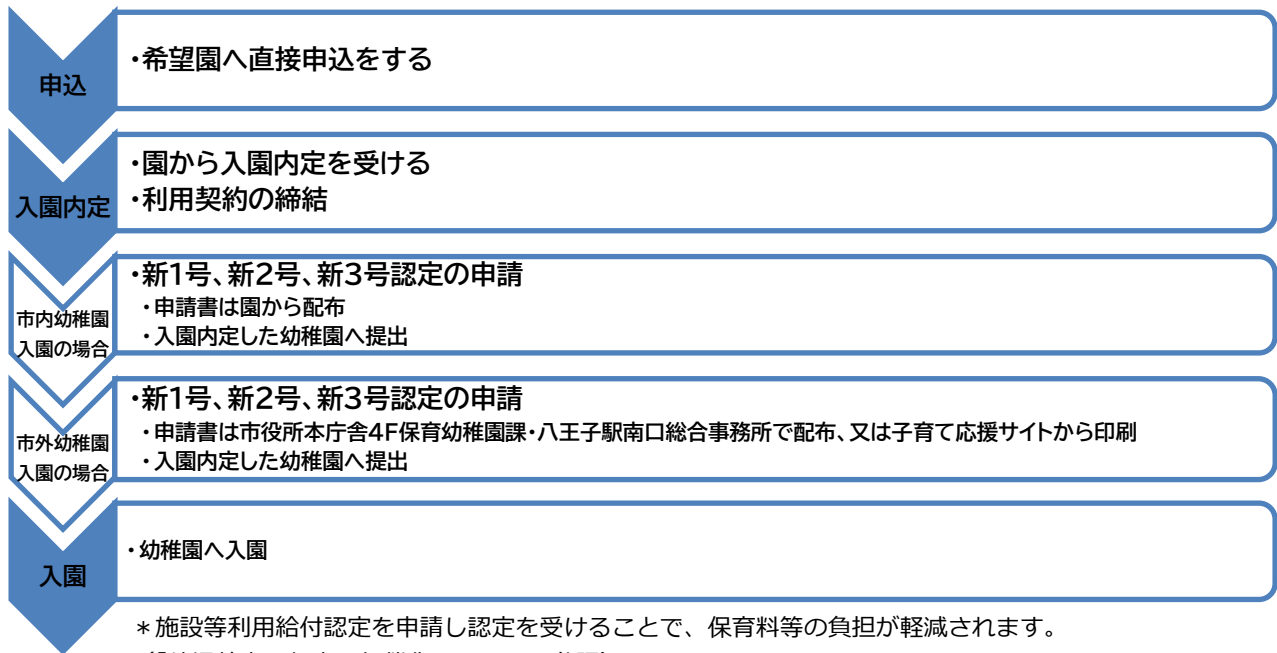 申込
・希望園へ直接申込をする
入園内定
・園から入園内定を受ける
・利用契約の締結
市内幼稚園
入園の場合
・新1号、新2号、新3号認定の申請
・申請書は園から配布
・入園内定した幼稚園へ提出
市外幼稚園
入園の場合
・新1号、新2号、新3号認定の申請
・申請書は市役所本庁舎4F保育幼稚園課・八王子駅南口総合事務所で配布、又は子育て応援サイトから印刷
・入園内定した幼稚園へ提出
入園
・幼稚園へ入園
＊施設等利用給付認定を申請し認定を受けることで、保育料等の負担が軽減されます。